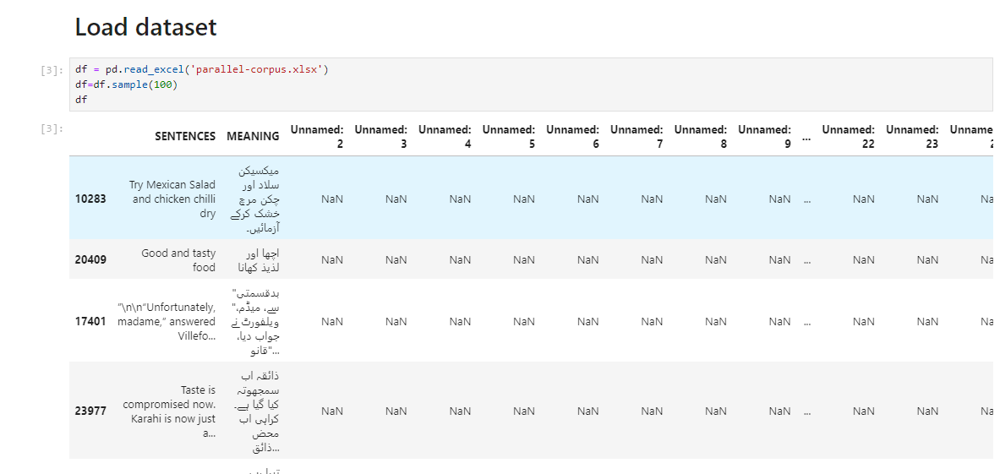 Load dataset
[3]:
df = pd.read_excel('parallel-corpus.xlsx')
df=df.sample(100)
df
[3]:
SENTENCES MEANING Unnamed: 2 Unnamed: 3 Unnamed: 4 Unnamed: 5 Unnamed: 6 Unnamed: 7 Unnamed: 8 Unnamed: 9 ... Unnamed: 22 Unnamed: 23
10283
Try Mexican Salad
and chicken chilli
dry
میکسیکن
سلاد اور
چکن مرچ
خشک کرکے
آزمائیں۔
NaN NaN NaN NaN NaN NaN NaN NaN ... NaN NaN
20409
Good and tasty
food
اچھا اور
لذیذ کھانا
NaN NaN NaN NaN NaN NaN NaN NaN ... NaN NaN
17401
"\n\n“Unfortunately,
madame,” answered
Villefo...
"بدقسمتی
سے، میڈم،"
ویلفورٹ نے
جواب دیا،
"قانو...
NaN NaN NaN NaN NaN NaN NaN NaN ... NaN NaN
23977
Taste is
compromised now.
Karahi is now just
a...
ذائقہ اب
سمجھوتہ
کیا گیا ہے۔
کراہی اب
محض
ذائق...
NaN NaN NaN NaN NaN NaN NaN NaN ... NaN NaN